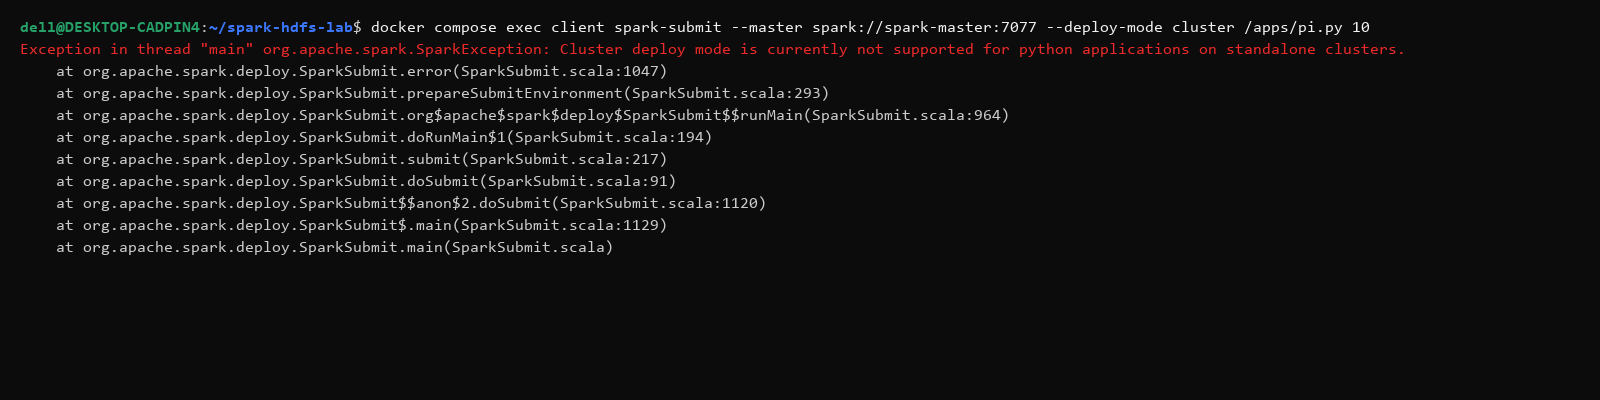 dell@DESKTOP-CADPIN4:~/spark-hdfs-lab$ docker compose exec client spark-submit --master spark://spark-master:7077 --deploy-mode cluster /apps/pi.py 10
Exception in thread "main" org.apache.spark.SparkException: Cluster deploy mode is currently not supported for python applications on standalone clusters.
    at org.apache.spark.deploy.SparkSubmit.error(SparkSubmit.scala:1047)
    at org.apache.spark.deploy.SparkSubmit.prepareSubmitEnvironment(SparkSubmit.scala:293)
    at org.apache.spark.deploy.SparkSubmit.org$apache$spark$deploy$SparkSubmit$$runMain(SparkSubmit.scala:964)
    at org.apache.spark.deploy.SparkSubmit.doRunMain$1(SparkSubmit.scala:194)
    at org.apache.spark.deploy.SparkSubmit.submit(SparkSubmit.scala:217)
    at org.apache.spark.deploy.SparkSubmit.doSubmit(SparkSubmit.scala:91)
    at org.apache.spark.deploy.SparkSubmit$$anon$2.doSubmit(SparkSubmit.scala:1120)
    at org.apache.spark.deploy.SparkSubmit$.main(SparkSubmit.scala:1129)
    at org.apache.spark.deploy.SparkSubmit.main(SparkSubmit.scala)